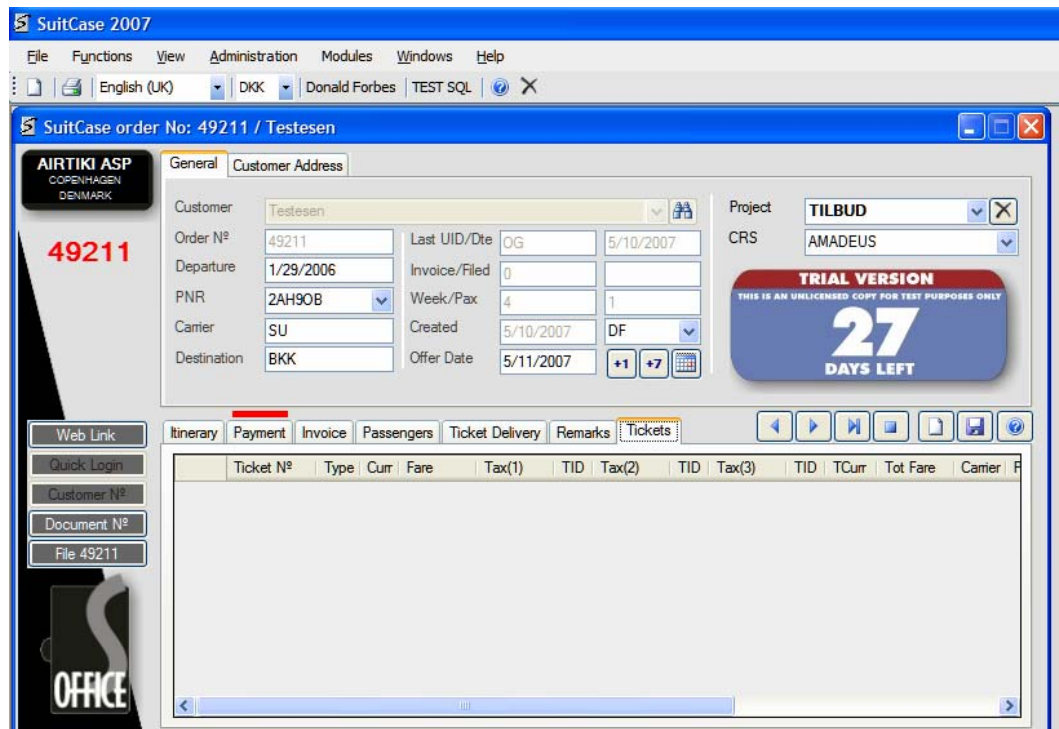 SuitCase 2007
File Functions View Administration Modules Windows Help
English (UK) DKK Donald Forbes TEST SQL
SuitCase order No: 49211 / Testesen
AIRTIKI ASP
COPENHAGEN
DENMARK
49211
General Customer Address
Customer Testesen
Order Nº 49211 Last UID/Dte OG 5/10/2007
Departure 1/29/2006 Invoice/Filed 0
PNR 2AH9OB Week/Pax 4 1
Carrier SU Created 5/10/2007 DF
Destination BKK Offer Date 5/11/2007 +1 +7
Project TILBUD
CRS AMADEUS
TRIAL VERSION
THIS IS AN UNLICENSED COPY FOR TEST PURPOSES ONLY
27
DAYS LEFT
Web Link
Quick Login
Customer Nº
Document Nº
File 49211
Itinerary Payment Invoice Passengers Ticket Delivery Remarks Tickets
Ticket Nº Type Curr Fare Tax(1) TID Tax(2) TID Tax(3) TID TCurr Tot Fare Carrier F
S
OFFICE